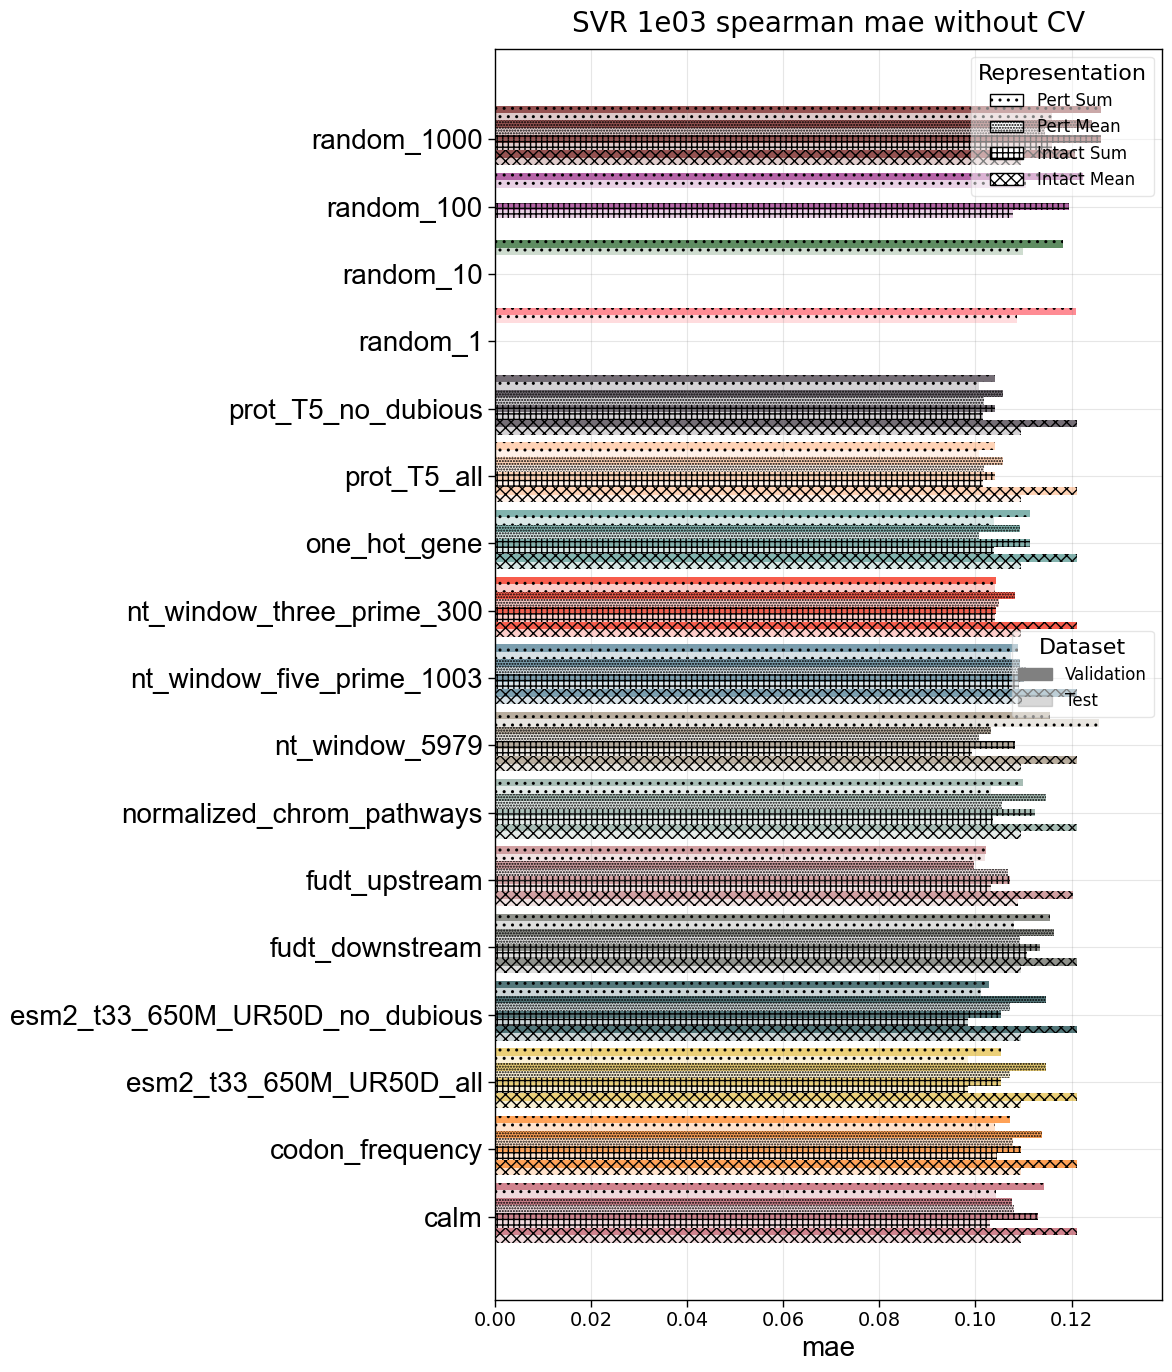 SVR 1e03 spearman mae without CV
Representation
Pert Sum
Pert Mean
Intact Sum
Intact Mean
random_1000
random_100
random_10
random_1
prot_T5_no_dubious
prot_T5_all
one_hot_gene
nt_window_three_prime_300
Dataset
Validation
Test
nt_window_five_prime_1003
nt_window_5979
normalized_chrom_pathways
fudt_upstream
fudt_downstream
esm2_t33_650M_UR50D_no_dubious
esm2_t33_650M_UR50D_all
codon_frequency
calm
0.00 0.02 0.04 0.06 0.08 0.10 0.12
mae